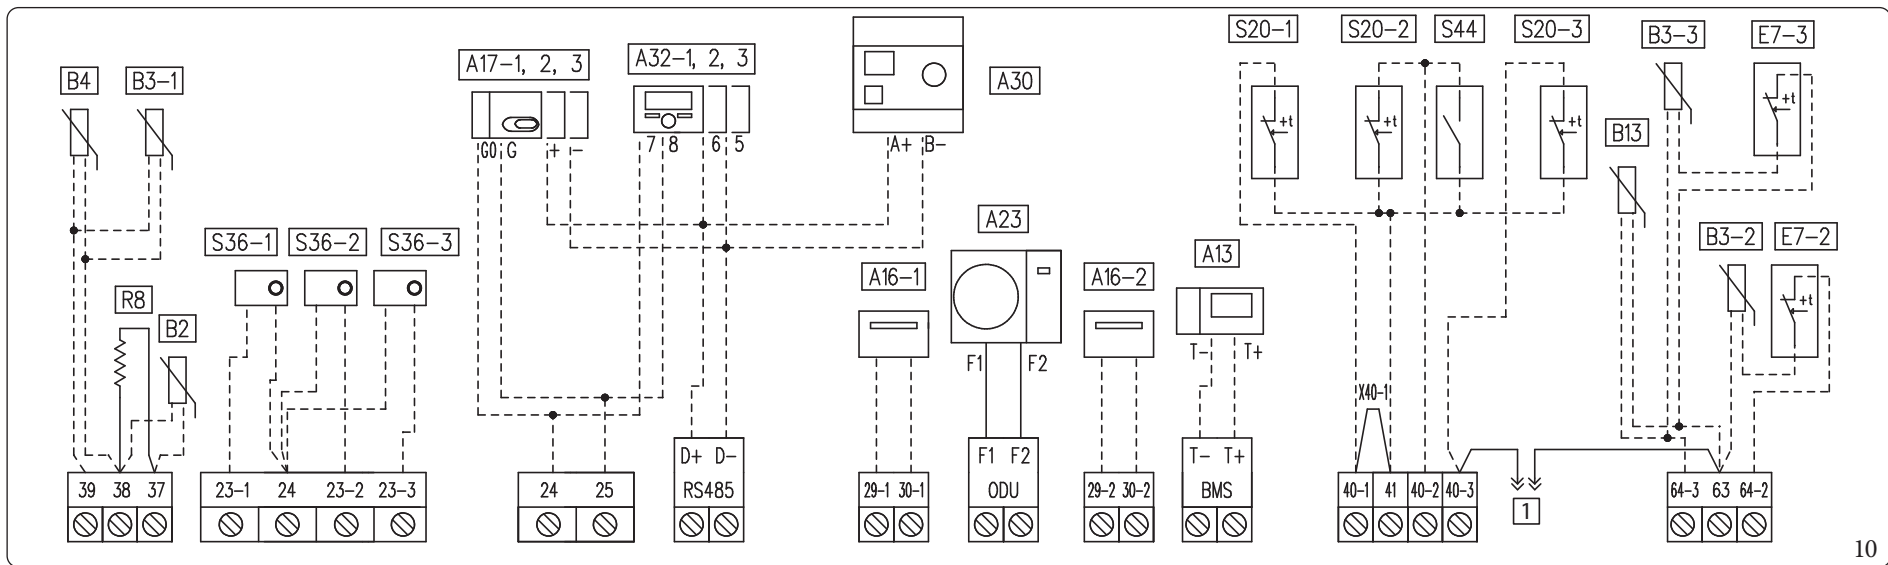 B4
B3-1
A17-1, 2, 3
A32-1, 2, 3
A30
S20-1
S20-2
S44
S20-3
B3-3
E7-3
+t
+t
+t
+t
B13
G0 G
+ -
7 8
6 5
A+ B-
S36-1
S36-2
S36-3
A23
A16-1
A16-2
A13
B3-2
E7-2
+t
R8
B2
F1
F2
T-
T+
X40-1
D+ D-
F1 F2
T- T+
39 38 37
23-1 24 23-2 23-3
24 25
RS485
29-1 30-1
ODU
29-2 30-2
BMS
40-1 41 40-2 40-3
1
64-3 63 64-2
10